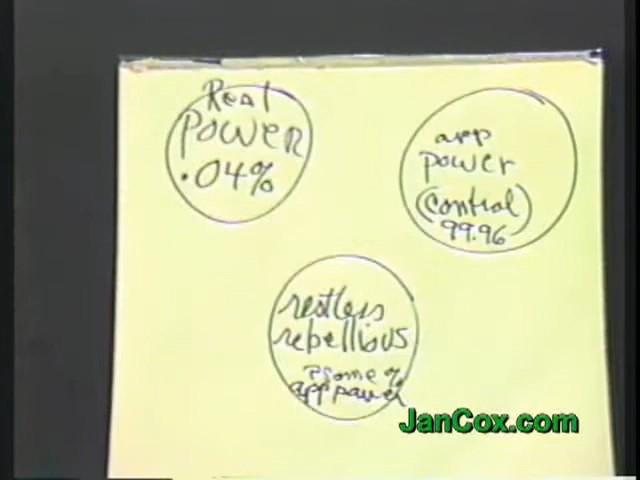 Real
POWER
.04%
app
power
(control)
99.96
restless
rebellious
?some %
app power
JanCox.com